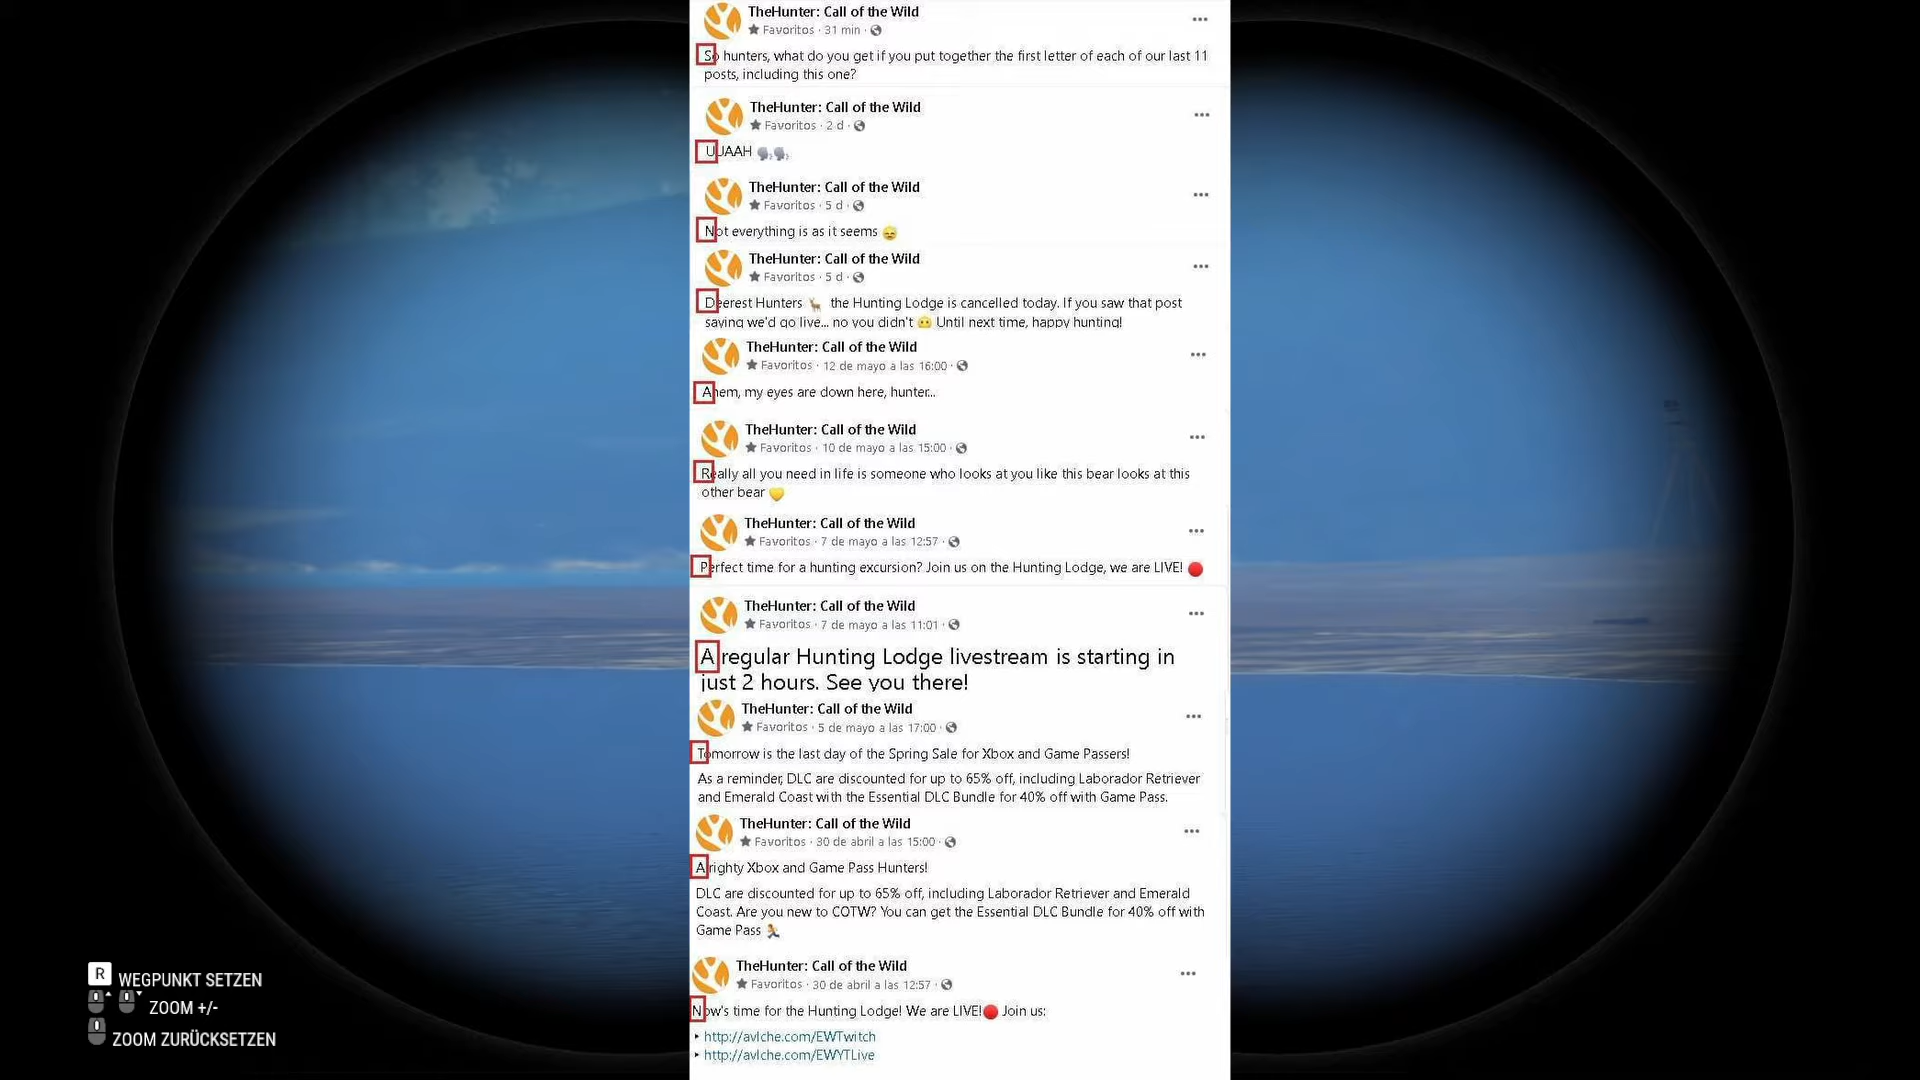 TheHunter: Call of the Wild
Favoritos · 31 min ·
So hunters, what do you get if you put together the first letter of each of our last 11
posts, including this one?
TheHunter: Call of the Wild
Favoritos · 2 d ·
UUAAH
TheHunter: Call of the Wild
Favoritos · 5 d ·
Not everything is as it seems
TheHunter: Call of the Wild
Favoritos · 5 d ·
Deerest Hunters the Hunting Lodge is cancelled today. If you saw that post
saying we'd go live... no you didn't Until next time, happy hunting!
TheHunter: Call of the Wild
Favoritos · 12 de mayo a las 16:00 ·
Ahem, my eyes are down here, hunter...
TheHunter: Call of the Wild
Favoritos · 10 de mayo a las 15:00 ·
Really all you need in life is someone who looks at you like this bear looks at this
other bear
TheHunter: Call of the Wild
Favoritos · 7 de mayo a las 12:57 ·
Perfect time for a hunting excursion? Join us on the Hunting Lodge, we are LIVE!
TheHunter: Call of the Wild
Favoritos · 7 de mayo a las 11:01 ·
A regular Hunting Lodge livestream is starting in
just 2 hours. See you there!
TheHunter: Call of the Wild
Favoritos · 5 de mayo a las 17:00 ·
Tomorrow is the last day of the Spring Sale for Xbox and Game Passers!
As a reminder, DLC are discounted for up to 65% off, including Laborador Retriever
and Emerald Coast with the Essential DLC Bundle for 40% off with Game Pass.
TheHunter: Call of the Wild
Favoritos · 30 de abril a las 15:00 ·
Alrighty Xbox and Game Pass Hunters!
DLC are discounted for up to 65% off, including Laborador Retriever and Emerald
Coast. Are you new to COTW? You can get the Essential DLC Bundle for 40% off with
Game Pass
TheHunter: Call of the Wild
Favoritos · 30 de abril a las 12:57 ·
Now's time for the Hunting Lodge! We are LIVE! Join us:
http://avlche.com/EWTwitch
http://avlche.com/EWYTLive
R WEGPUNKT SETZEN
ZOOM +/-
ZOOM ZURÜCKSETZEN